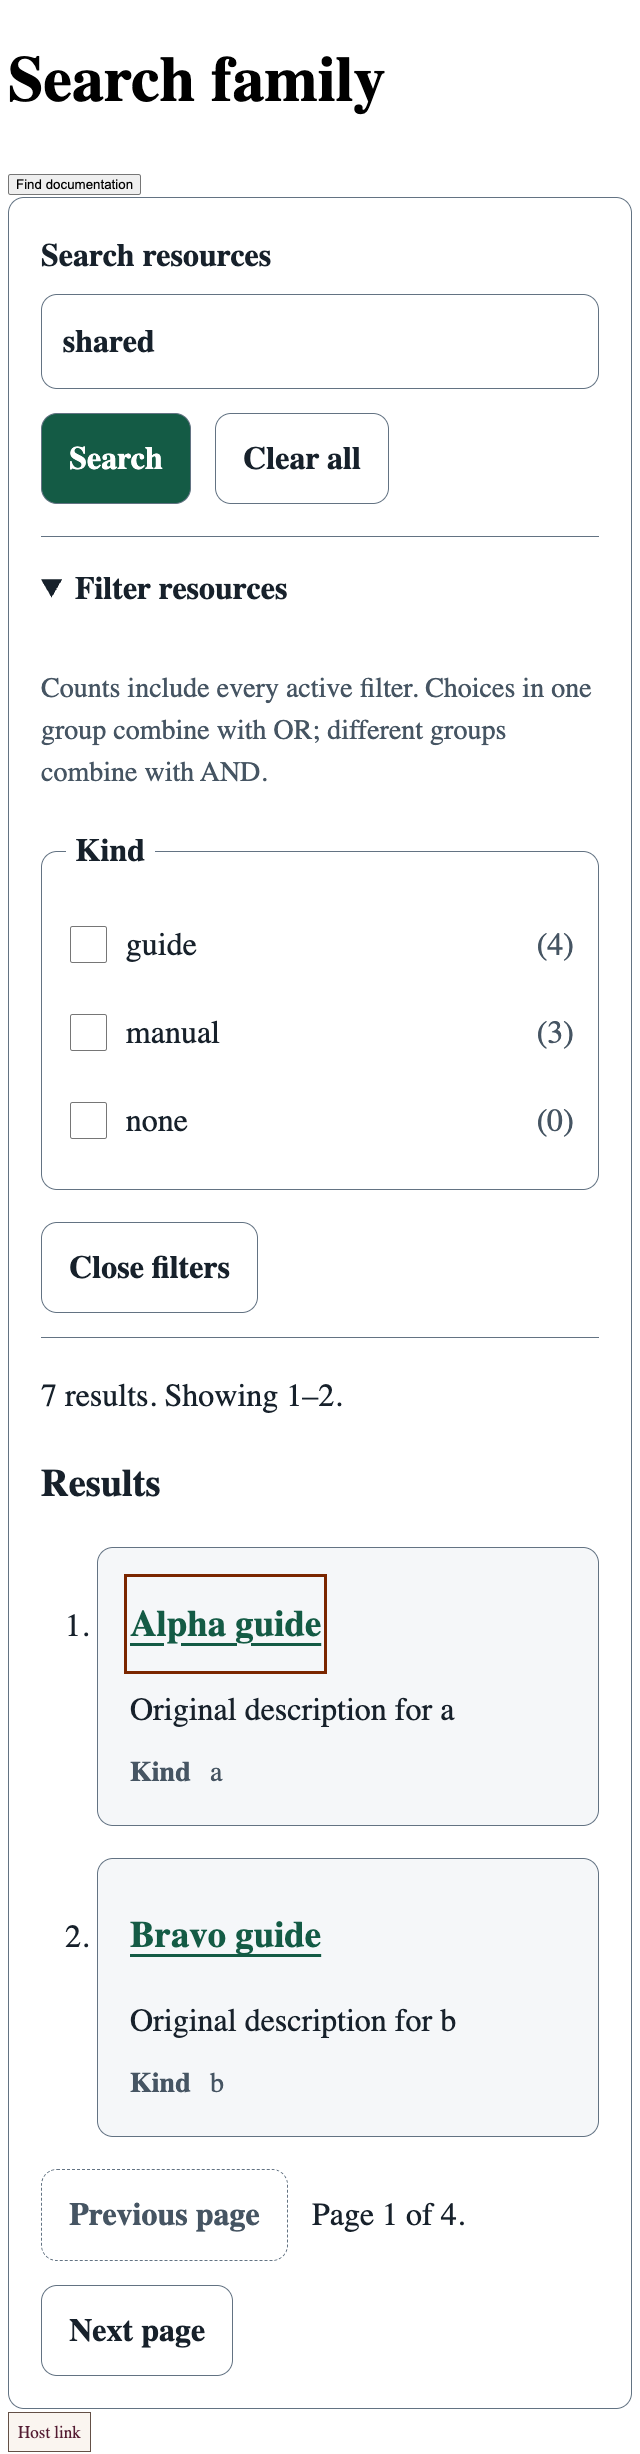 Search family
Find documentation
Search resources
shared
Search Clear all
Filter resources
Counts include every active filter. Choices in one
group combine with OR; different groups
combine with AND.
Kind
guide (4)
manual (3)
none (0)
Close filters
7 results. Showing 1–2.
Results
1. Alpha guide
Original description for a
Kind a
2. Bravo guide
Original description for b
Kind b
Previous page Page 1 of 4.
Next page
Host link